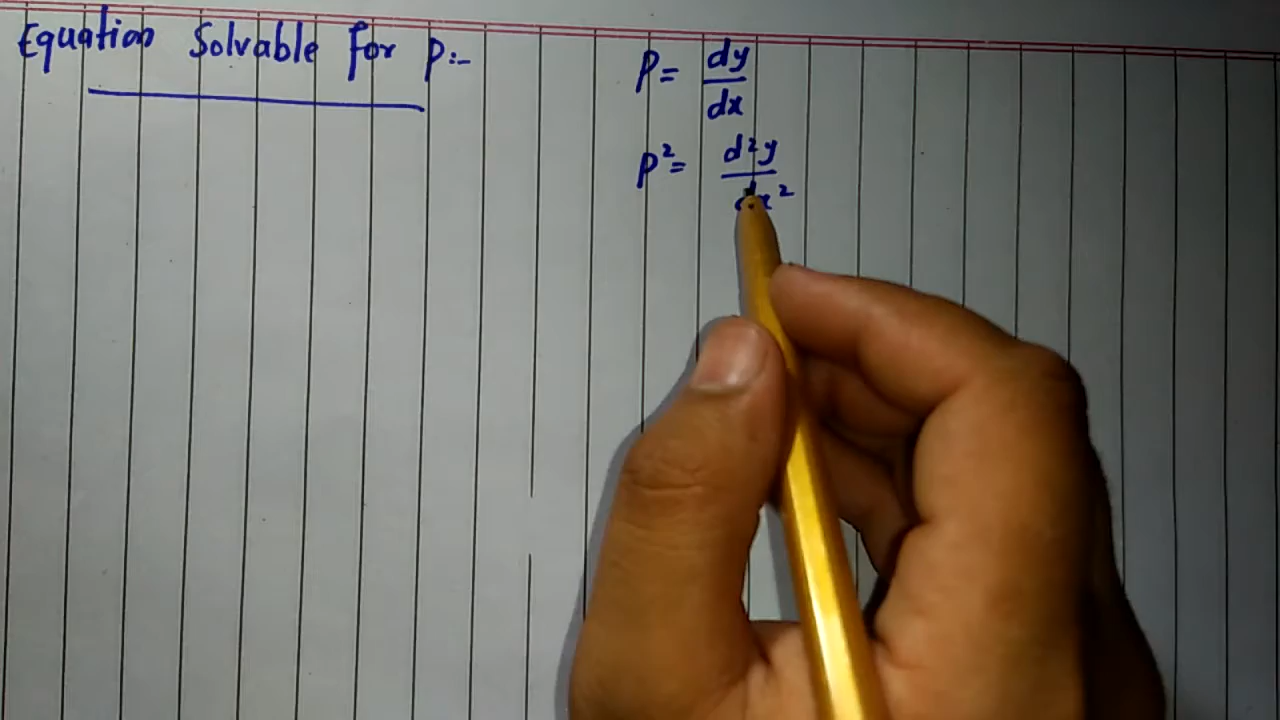 Equation Solvable for P:-
P = dy/dx
P² = d²y/dx²